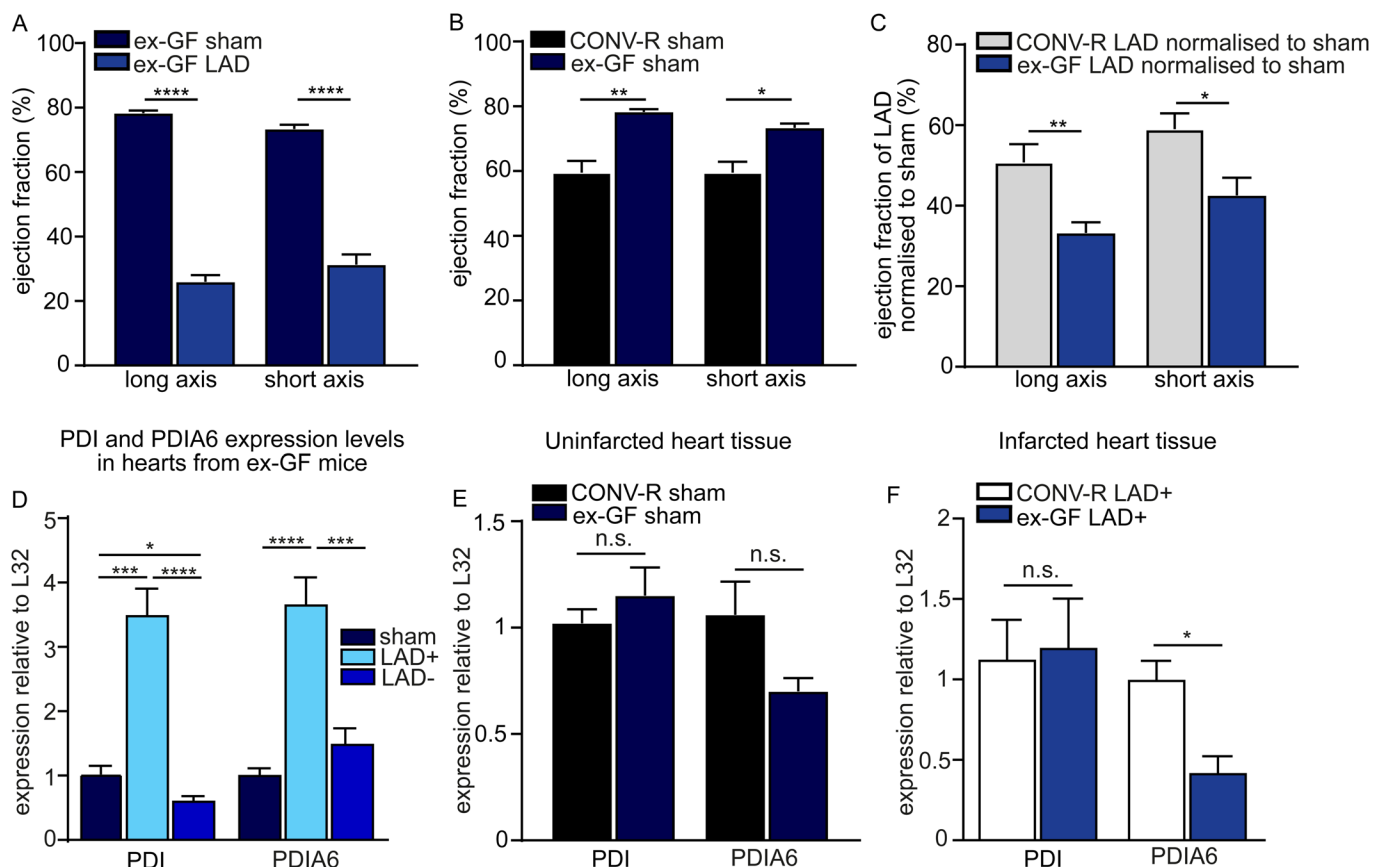 A
ex-GF sham
ex-GF LAD
ejection fraction (%)
100
80
60
40
20
0
****
****
long axis
short axis
B
CONV-R sham
ex-GF sham
ejection fraction (%)
100
80
60
40
20
0
**
*
long axis
short axis
C
CONV-R LAD normalised to sham
ex-GF LAD normalised to sham
ejection fraction of LAD
normalised to sham (%)
80
60
40
20
0
**
*
long axis
short axis
PDI and PDIA6 expression levels
in hearts from ex-GF mice
D
expression relative to L32
5
4
3
2
1
0
*
***
****
****
***
sham
LAD+
LAD-
PDI
PDIA6
Uninfarcted heart tissue
E
CONV-R sham
ex-GF sham
expression relative to L32
1.5
1
0.5
0
n.s.
n.s.
PDI
PDIA6
Infarcted heart tissue
F
CONV-R LAD+
ex-GF LAD+
expression relative to L32
2
1.5
1
0.5
0
n.s.
*
PDI
PDIA6